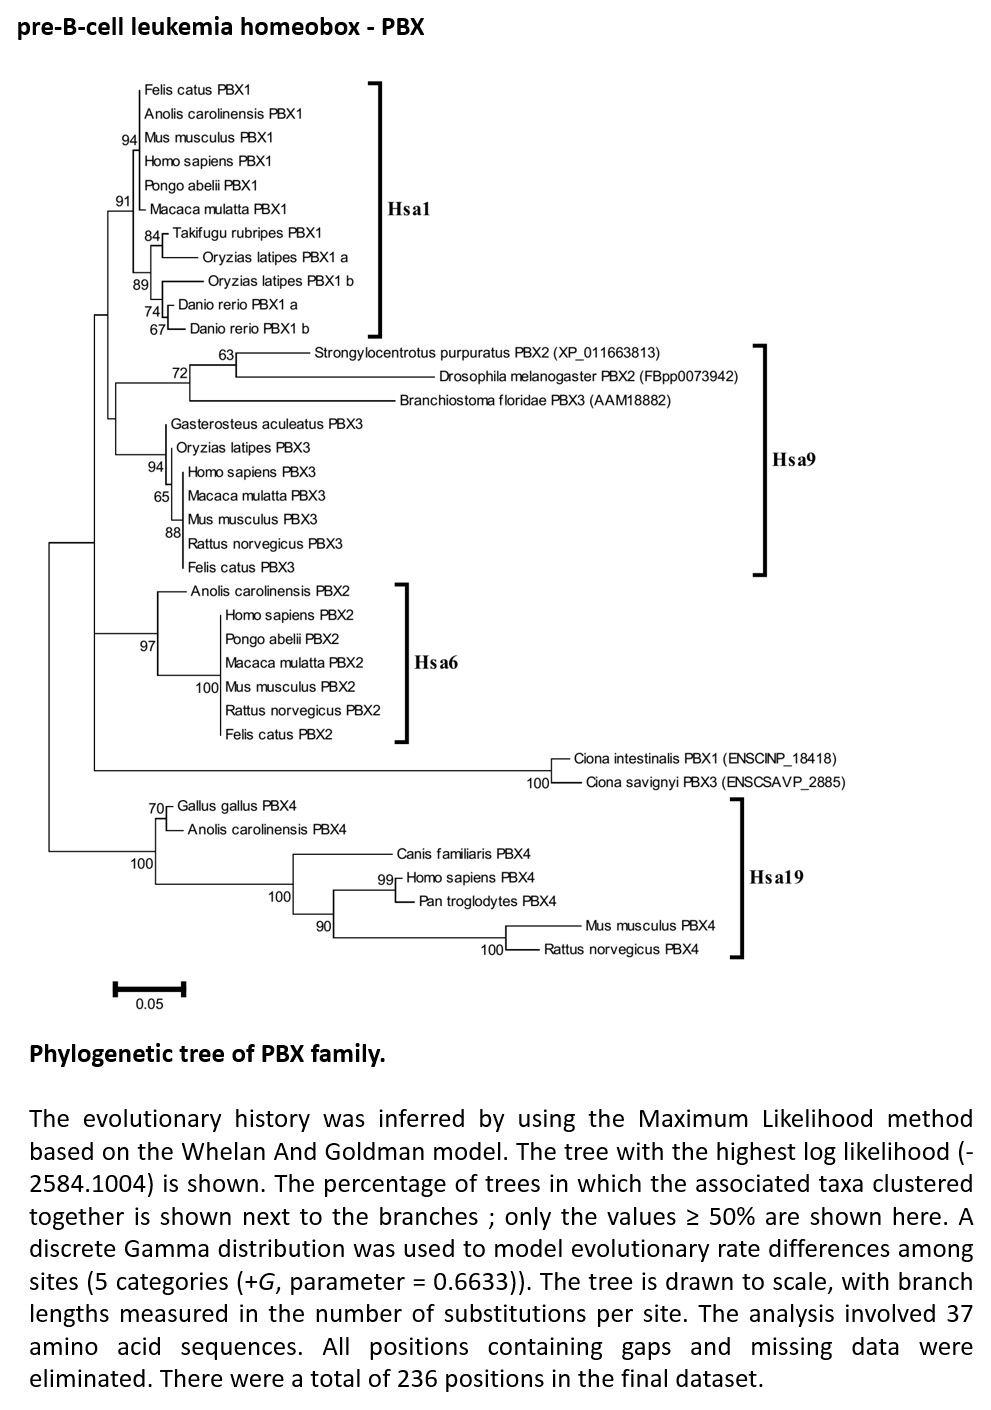 pre-B-cell leukemia homeobox - PBX
Felis catus PBX1
Anolis carolinensis PBX1
94
Mus musculus PBX1
Homo sapiens PBX1
Pongo abelii PBX1
91
Macaca mulatta PBX1
Hsa1
84
Takifugu rubripes PBX1
Oryzias latipes PBX1 a
89
Oryzias latipes PBX1 b
74
Danio rerio PBX1 a
67
Danio rerio PBX1 b
63
Strongylocentrotus purpuratus PBX2 (XP_011663813)
72
Drosophila melanogaster PBX2 (FBpp0073942)
Branchiostoma floridae PBX3 (AAM18882)
Gasterosteus aculeatus PBX3
Oryzias latipes PBX3
94
Homo sapiens PBX3
Hsa9
65
Macaca mulatta PBX3
Mus musculus PBX3
88
Rattus norvegicus PBX3
Felis catus PBX3
Anolis carolinensis PBX2
Homo sapiens PBX2
97
Pongo abelii PBX2
Macaca mulatta PBX2
Hsa6
100
Mus musculus PBX2
Rattus norvegicus PBX2
Felis catus PBX2
Ciona intestinalis PBX1 (ENSCINP_18418)
100
Ciona savignyi PBX3 (ENSCSAVP_2885)
70
Gallus gallus PBX4
Anolis carolinensis PBX4
100
Canis familiaris PBX4
99
Homo sapiens PBX4
Hsa19
100
Pan troglodytes PBX4
90
Mus musculus PBX4
100
Rattus norvegicus PBX4
0.05
Phylogenetic tree of PBX family.
The evolutionary history was inferred by using the Maximum Likelihood method
based on the Whelan And Goldman model. The tree with the highest log likelihood (-
2584.1004) is shown. The percentage of trees in which the associated taxa clustered
together is shown next to the branches ; only the values ≥ 50% are shown here. A
discrete Gamma distribution was used to model evolutionary rate differences among
sites (5 categories (+G, parameter = 0.6633)). The tree is drawn to scale, with branch
lengths measured in the number of substitutions per site. The analysis involved 37
amino acid sequences. All positions containing gaps and missing data were
eliminated. There were a total of 236 positions in the final dataset.